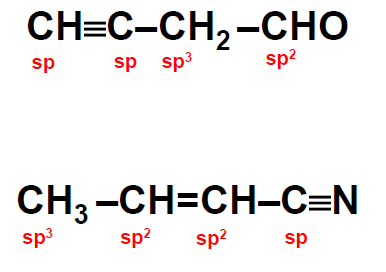 CH≡C–CH₂–CHO
sp sp sp³ sp²
CH₃–CH=CH–C≡N
sp³ sp² sp² sp